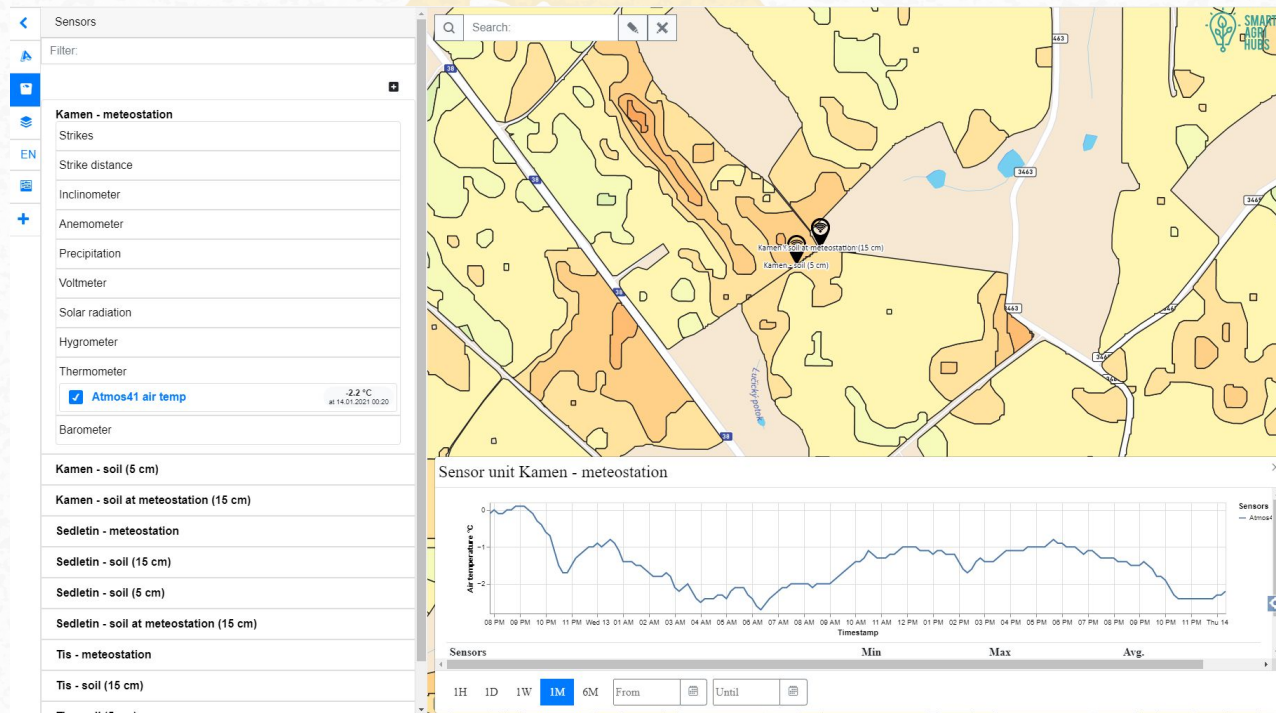 Sensors
Filter:
EN
Kamen - meteostation
Strikes
Strike distance
Inclinometer
Anemometer
Precipitation
Voltmeter
Solar radiation
Hygrometer
Thermometer
Atmos41 air temp
-2.2 °C
at 14.01.2021 00:20
Barometer
Kamen - soil (5 cm)
Kamen - soil at meteostation (15 cm)
Sedletin - meteostation
Sedletin - soil (15 cm)
Sedletin - soil (5 cm)
Sedletin - soil at meteostation (15 cm)
Tis - meteostation
Tis - soil (15 cm)
Search:
SMART
AGRI
HUBS
3463
38
38
3463
3465
Kamen - soil at meteostation (15 cm)
Kamen - soil (5 cm)
38
3463
Lučický potok
38
Sensor unit Kamen - meteostation
Air temperature °C
0
−1
−2
08 PM 09 PM 10 PM 11 PM Wed 13 01 AM 02 AM 03 AM 04 AM 05 AM 06 AM 07 AM 08 AM 09 AM 10 AM 11 AM 12 PM 01 PM 02 PM 03 PM 04 PM 05 PM 06 PM 07 PM 08 PM 09 PM 10 PM 11 PM Thu 14
Timestamp
Sensors
Atmos4
Sensors Min Max Avg.
1H 1D 1W 1M 6M From Until